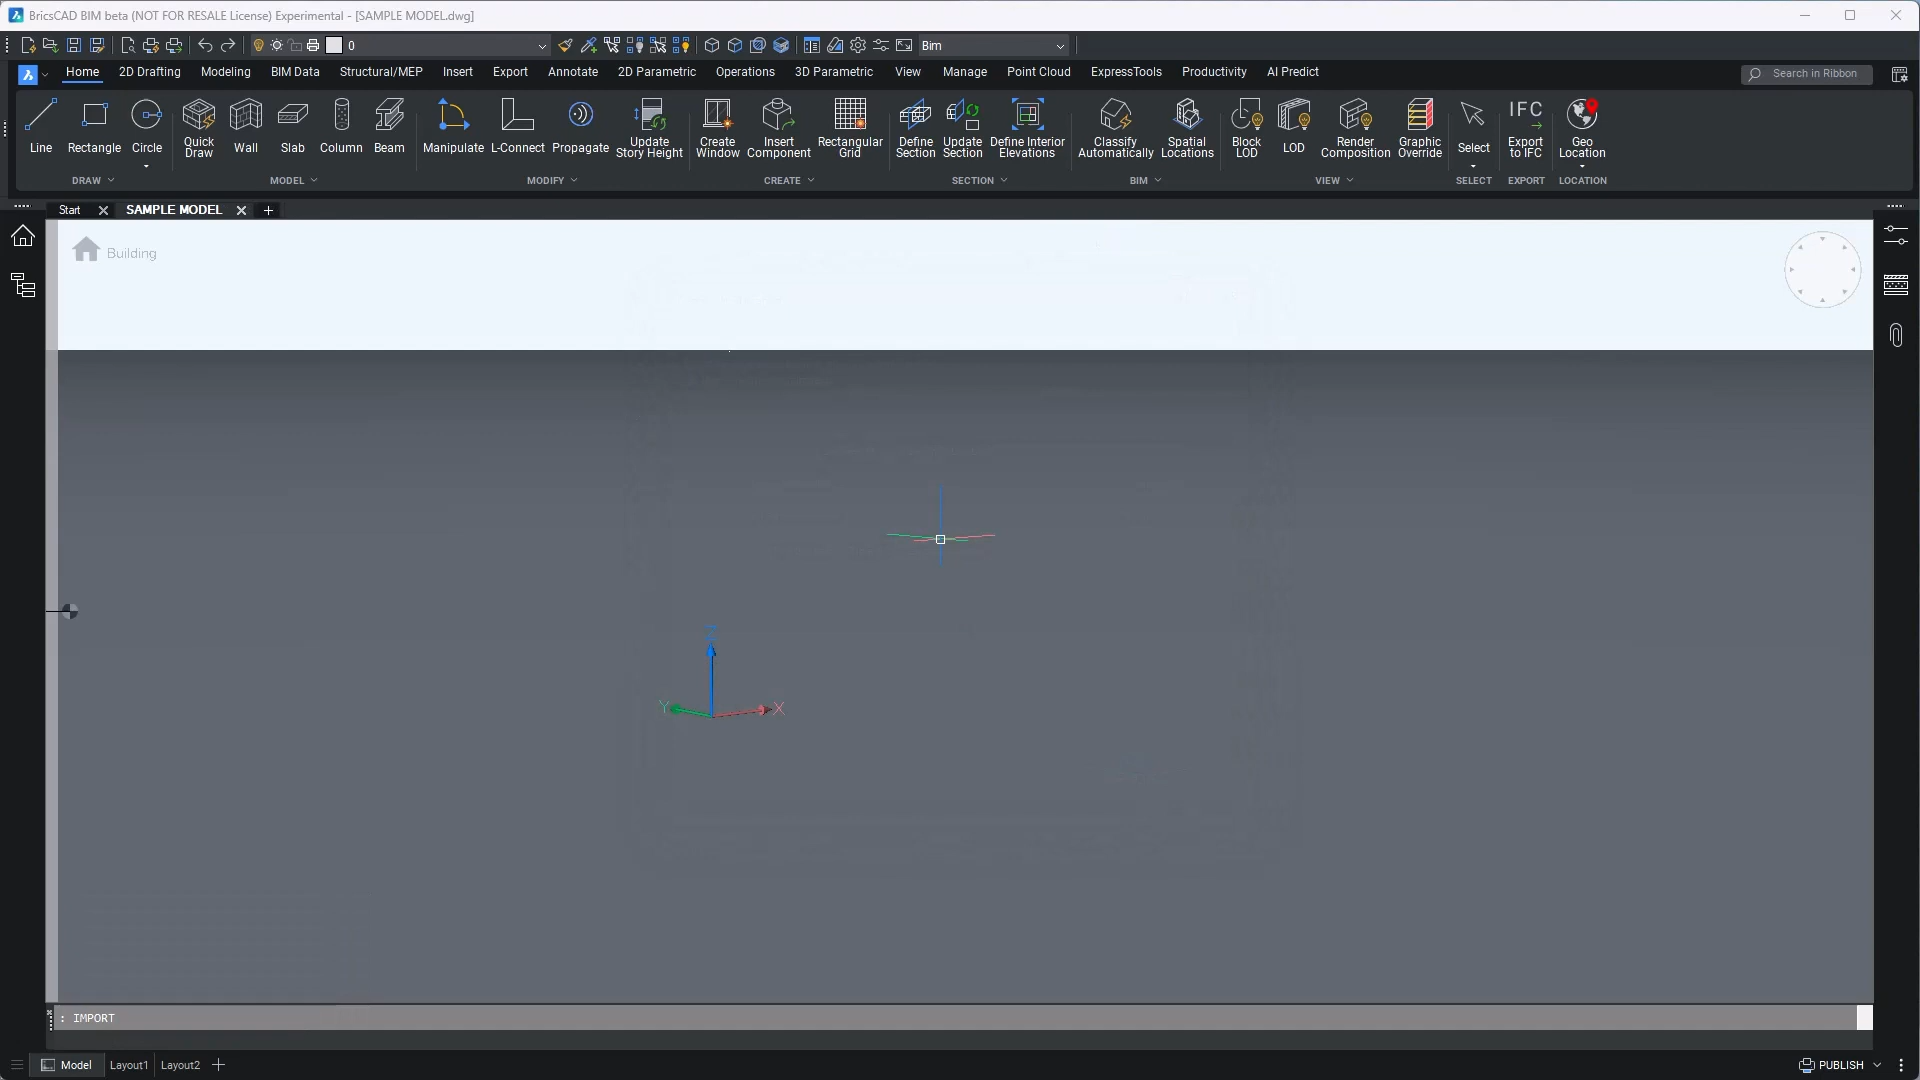 BricsCAD BIM beta (NOT FOR RESALE License) Experimental - [SAMPLE MODEL.dwg]
0
Bim
Home 2D Drafting Modeling BIM Data Structural/MEP Insert Export Annotate 2D Parametric Operations 3D Parametric View Manage Point Cloud ExpressTools Productivity AI Predict Search in Ribbon
Line Rectangle Circle Quick Draw Wall Slab Column Beam Manipulate L-Connect Propagate Update Story Height Create Window Insert Component Rectangular Grid Define Section Update Section Define Interior Elevations Classify Automatically Spatial Locations Block LOD LOD Render Composition Graphic Override Select IFC Export to IFC Geo Location
DRAW MODEL MODIFY CREATE SECTION BIM VIEW SELECT EXPORT LOCATION
Start SAMPLE MODEL
Building
Z
Y X
: IMPORT
Model Layout1 Layout2 PUBLISH